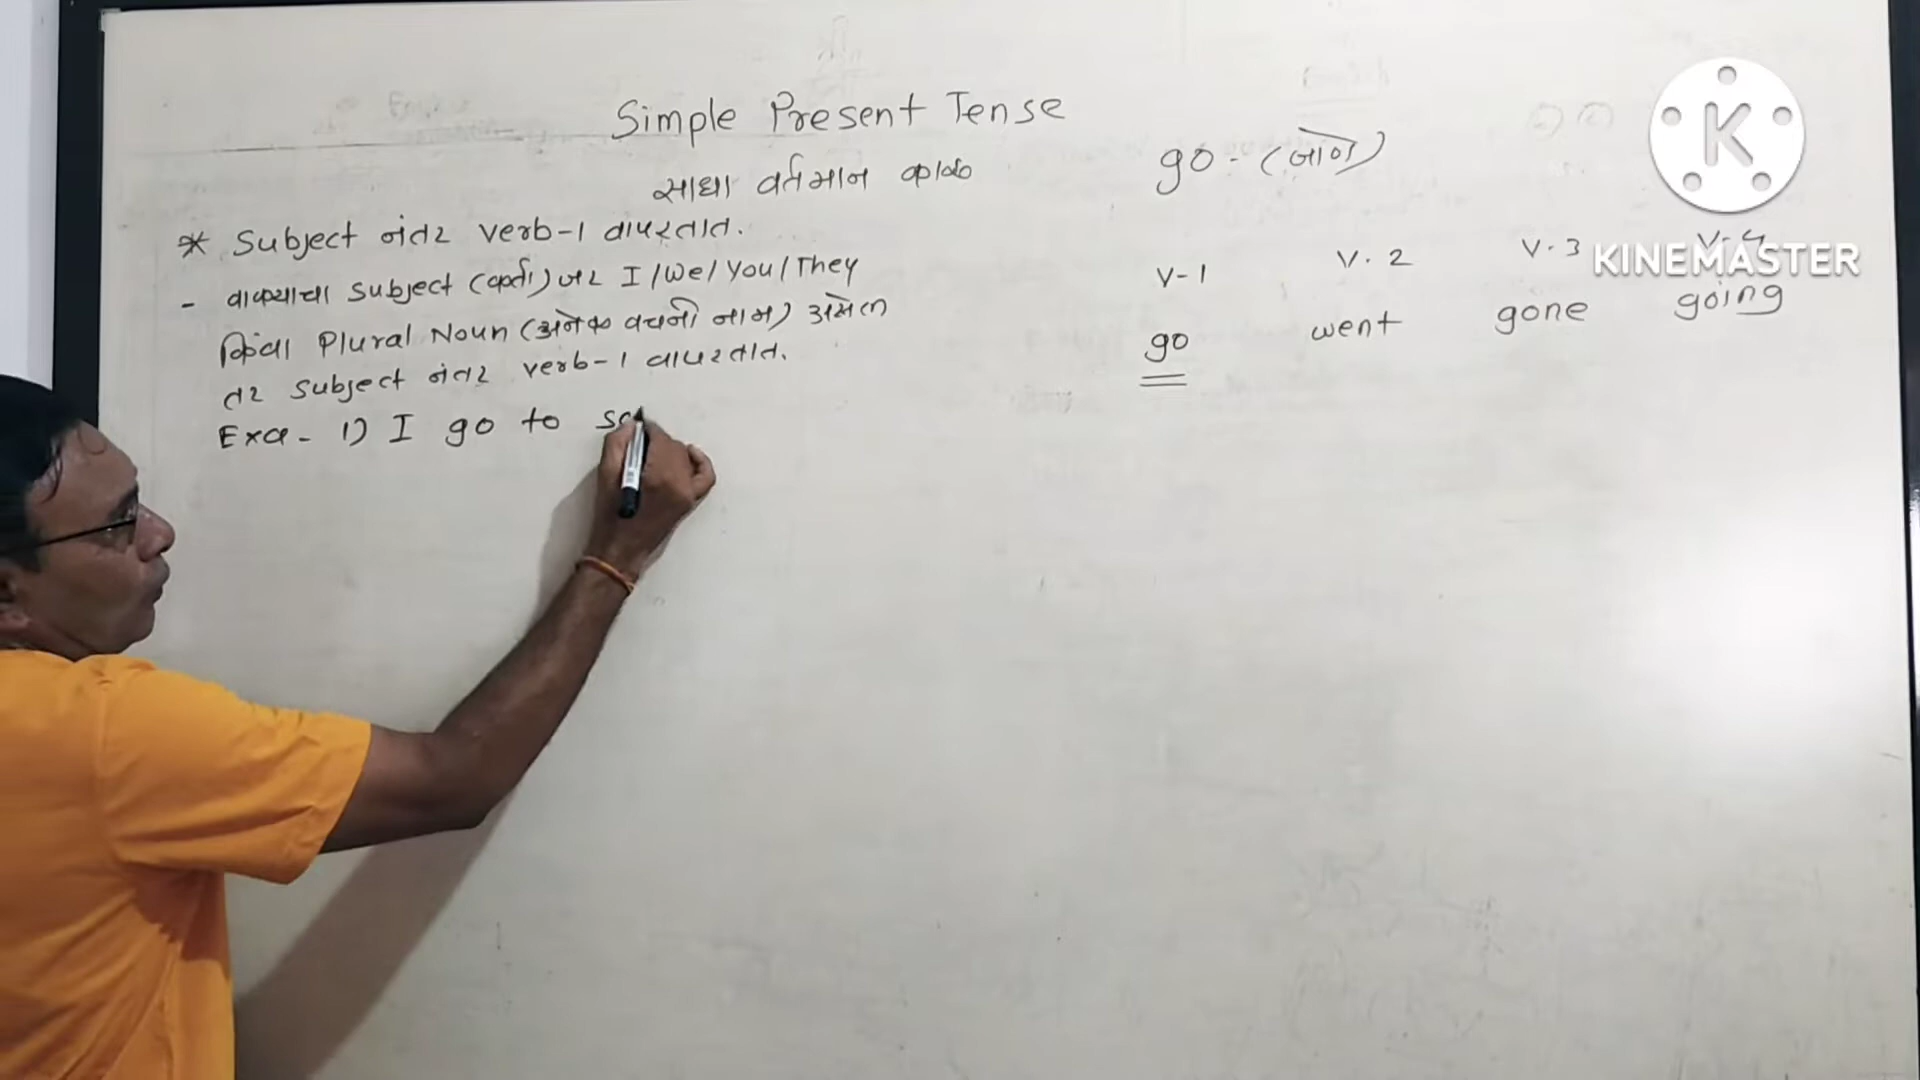 Simple Present Tense
साधा वर्तमान काळ
* Subject नंतर verb-1 वापरतात.
- वाक्याचा subject (कर्ता) जर I/We/You/They
किंवा Plural Noun (अनेक वचनी नाम) असेल
तर subject नंतर verb-1 वापरतात.
Exa- 1) I go to sc
go - (जाणे)
V-1 V.2 V.3 V-4
go went gone going
K
KINEMASTER